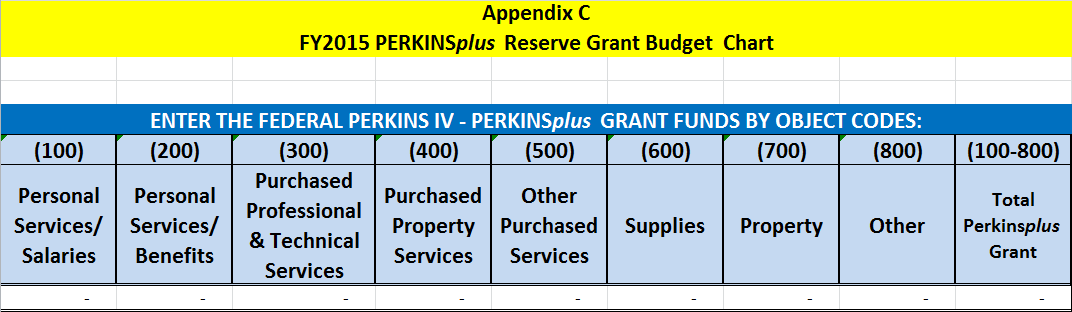 Appendix C
FY2015 PERKINSplus Reserve Grant Budget Chart
ENTER THE FEDERAL PERKINS IV - PERKINSplus GRANT FUNDS BY OBJECT CODES:
(100) (200) (300) (400) (500) (600) (700) (800) (100-800)
Personal
Services/
Salaries
Personal
Services/
Benefits
Purchased
Professional
& Technical
Services
Purchased
Property
Services
Other
Purchased
Services
Supplies
Property
Other
Total
Perkinsplus
Grant
- - - - - - - - -